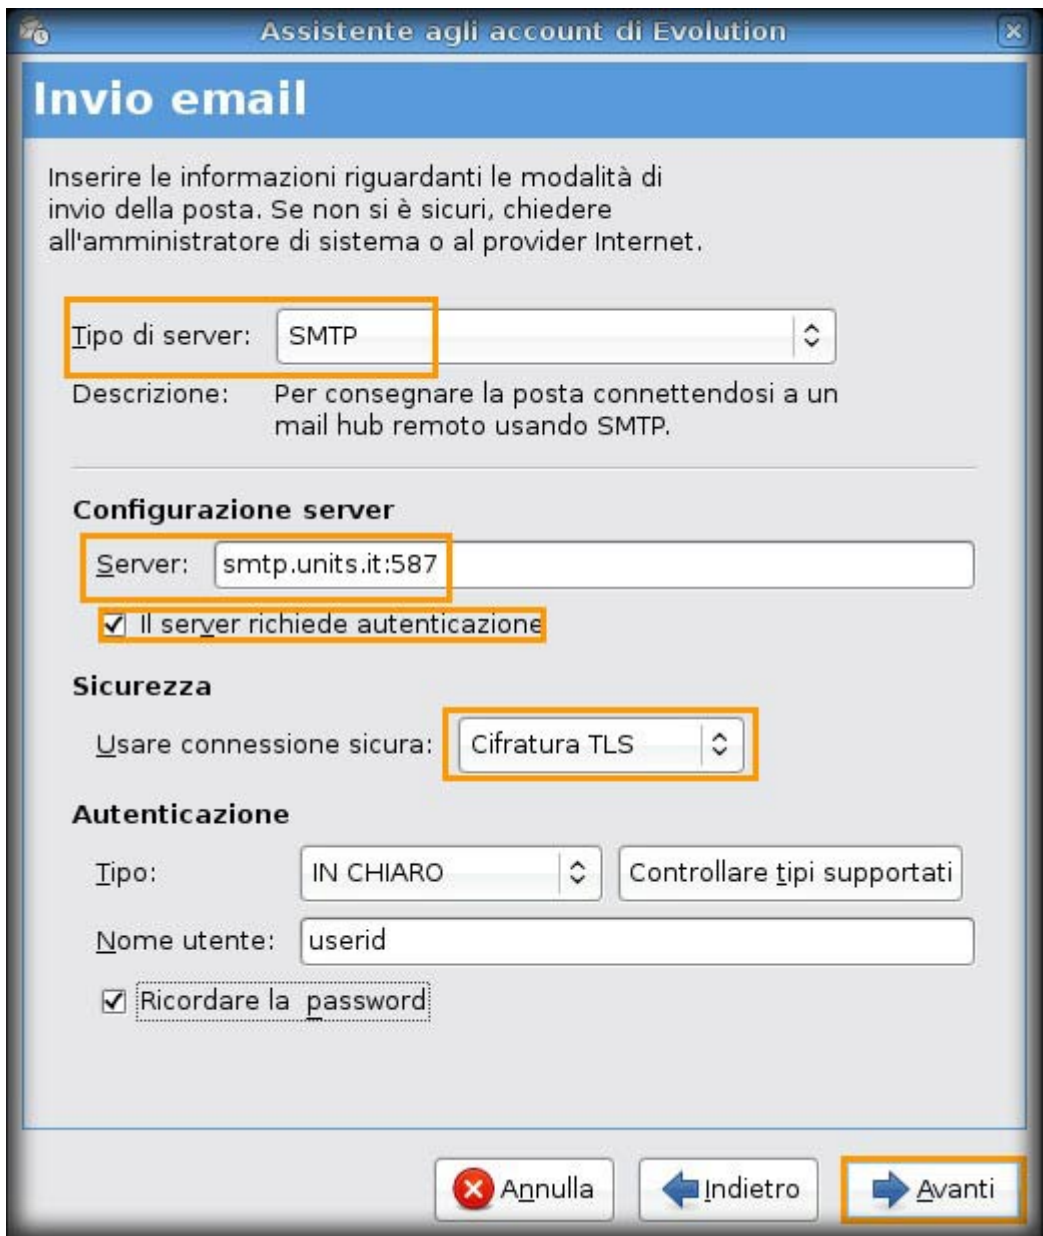 Assistente agli account di Evolution
Invio email
Inserire le informazioni riguardanti le modalità di
invio della posta. Se non si è sicuri, chiedere
all'amministratore di sistema o al provider Internet.
Tipo di server: SMTP
Descrizione: Per consegnare la posta connettendosi a un
mail hub remoto usando SMTP.
Configurazione server
Server: smtp.units.it:587
Il server richiede autenticazione
Sicurezza
Usare connessione sicura: Cifratura TLS
Autenticazione
Tipo: IN CHIARO Controllare tipi supportati
Nome utente: userid
Ricordare la password
Annulla Indietro Avanti